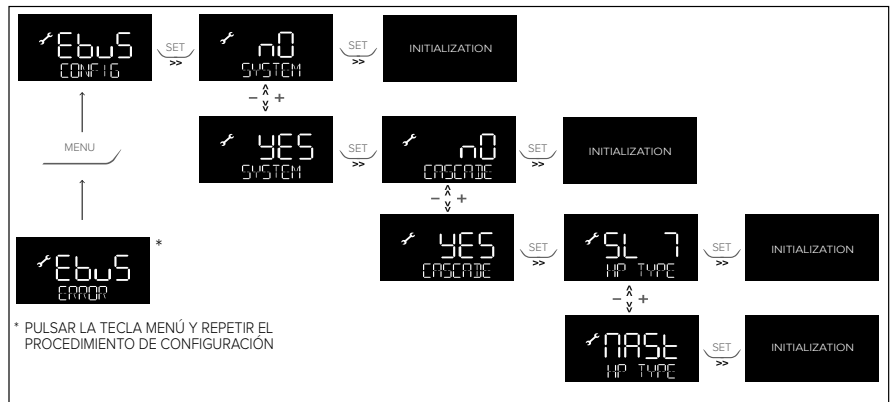 EbuS
CONFIG
SET
>>
nO
SYSTEM
SET
>>
INITIALIZATION
- +
MENU
YES
SYSTEM
SET
>>
nO
CASCADE
SET
>>
INITIALIZATION
- +
EbuS
ERROR
*
YES
CASCADE
SET
>>
SL 7
HP TYPE
SET
>>
INITIALIZATION
- +
* PULSAR LA TECLA MENÚ Y REPETIR EL
PROCEDIMIENTO DE CONFIGURACIÓN
MASt
HP TYPE
SET
>>
INITIALIZATION